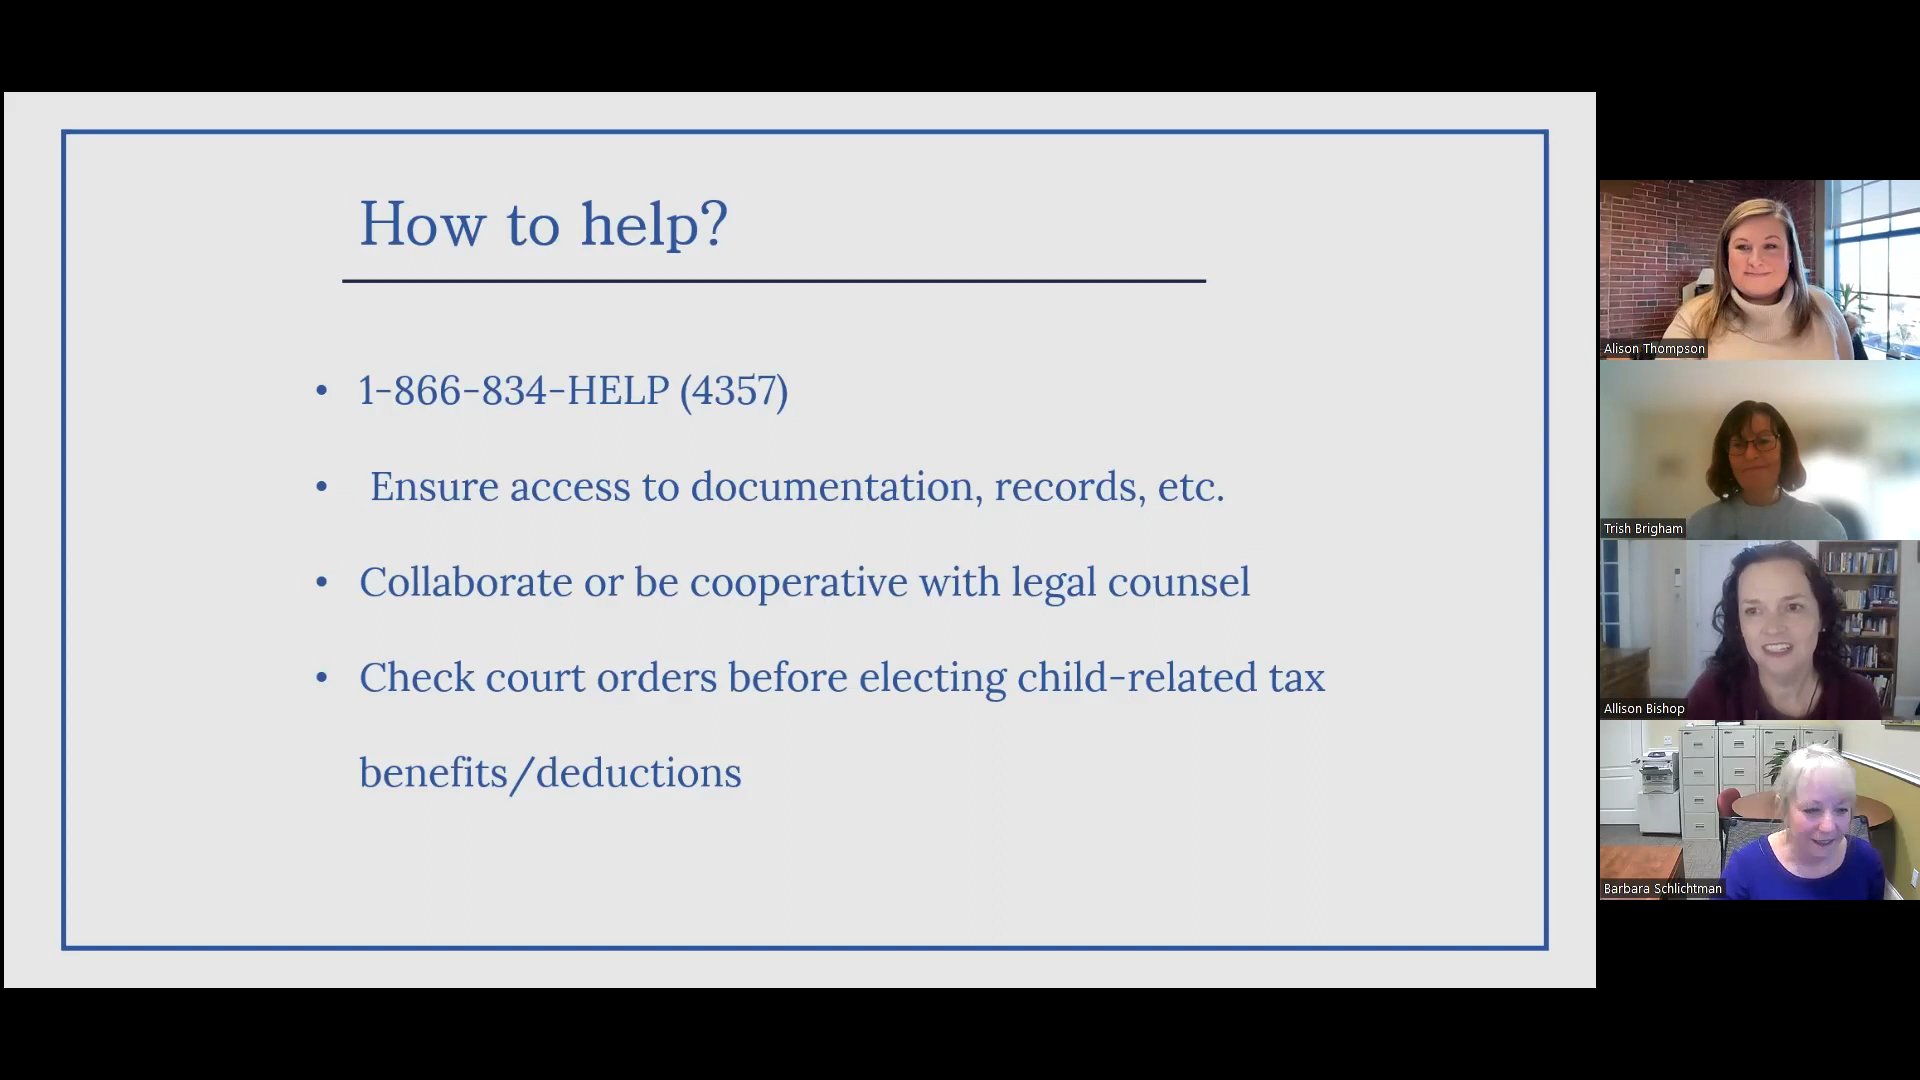 How to help?
• 1-866-834-HELP (4357)
• Ensure access to documentation, records, etc.
• Collaborate or be cooperative with legal counsel
• Check court orders before electing child-related tax
benefits/deductions
Alison Thompson
Trish Brigham
Allison Bishop
Barbara Schlichtman